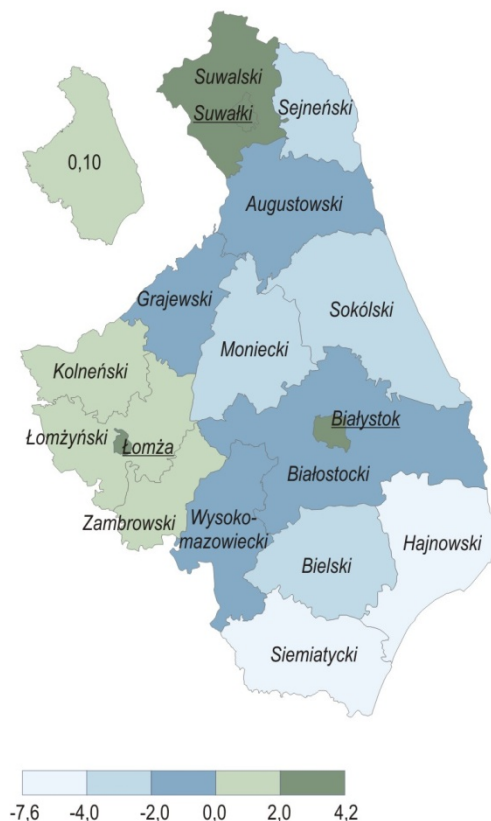 Suwalski
Suwałki
Sejneński
0,10
Augustowski
Grajewski
Sokólski
Moniecki
Kolneński
Łomżyński
Łomża
Białystok
Białostocki
Zambrowski
Wysoko-
mazowiecki
Hajnowski
Bielski
Siemiatycki
-7,6 -4,0 -2,0 0,0 2,0 4,2